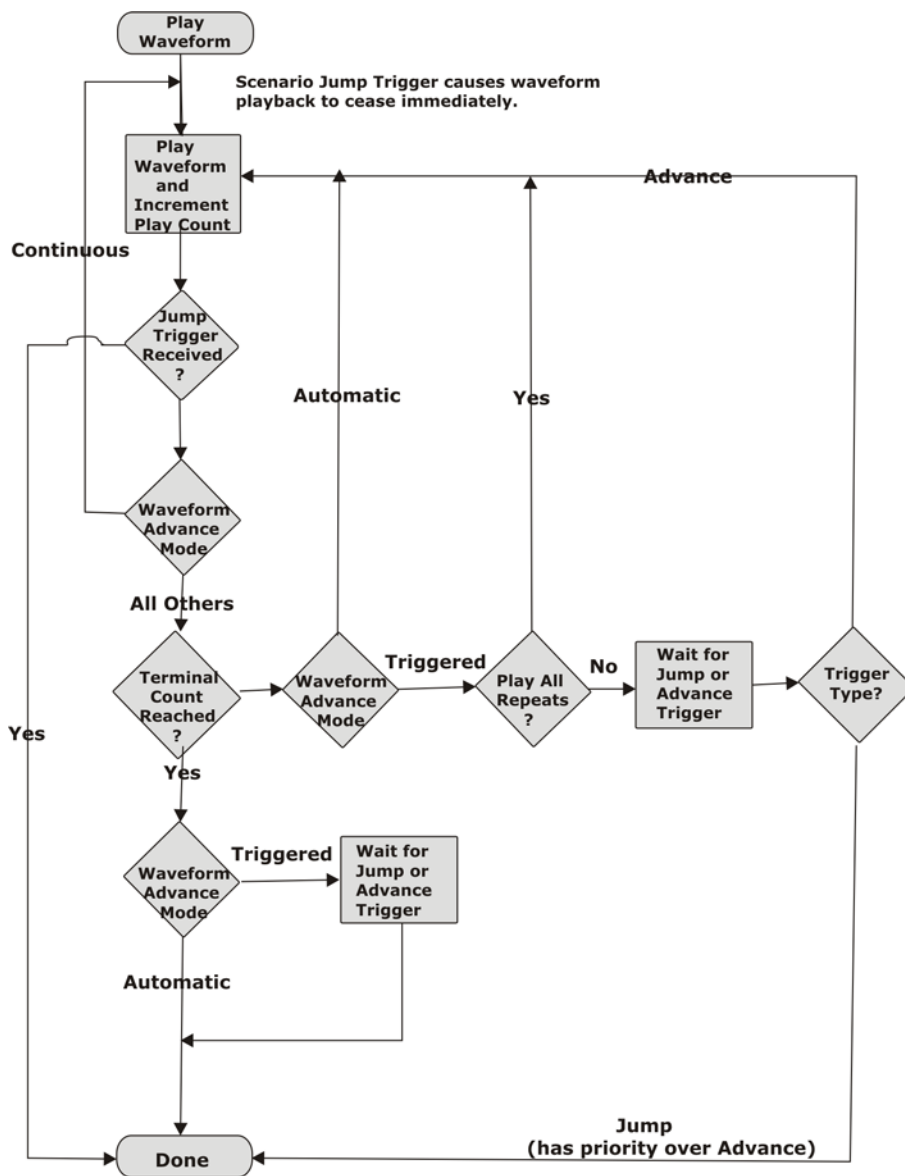 Play
Waveform
Scenario Jump Trigger causes waveform
playback to cease immediately.
Play
Waveform
and
Increment
Play Count
Advance
Continuous
Jump
Trigger
Received
?
Automatic
Yes
Waveform
Advance
Mode
All Others
Terminal
Count
Reached
?
Waveform
Advance
Mode
Triggered
Play All
Repeats
?
No
Wait for
Jump or
Advance
Trigger
Trigger
Type?
Yes
Yes
Waveform
Advance
Mode
Triggered
Wait for
Jump or
Advance
Trigger
Automatic
Jump
(has priority over Advance)
Done